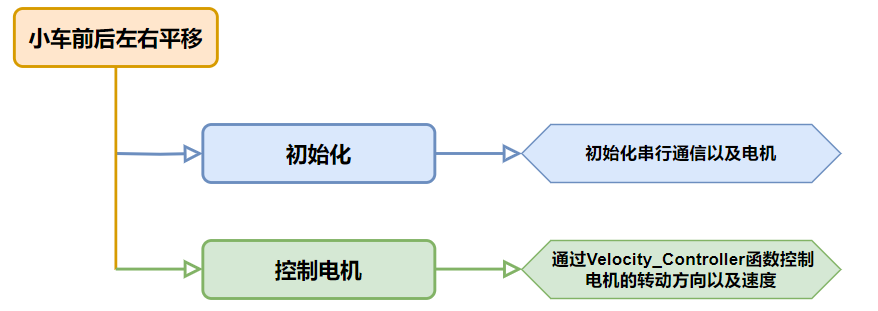 小车前后左右平移
初始化
初始化串行通信以及电机
控制电机
通过Velocity_Controller函数控制
电机的转动方向以及速度